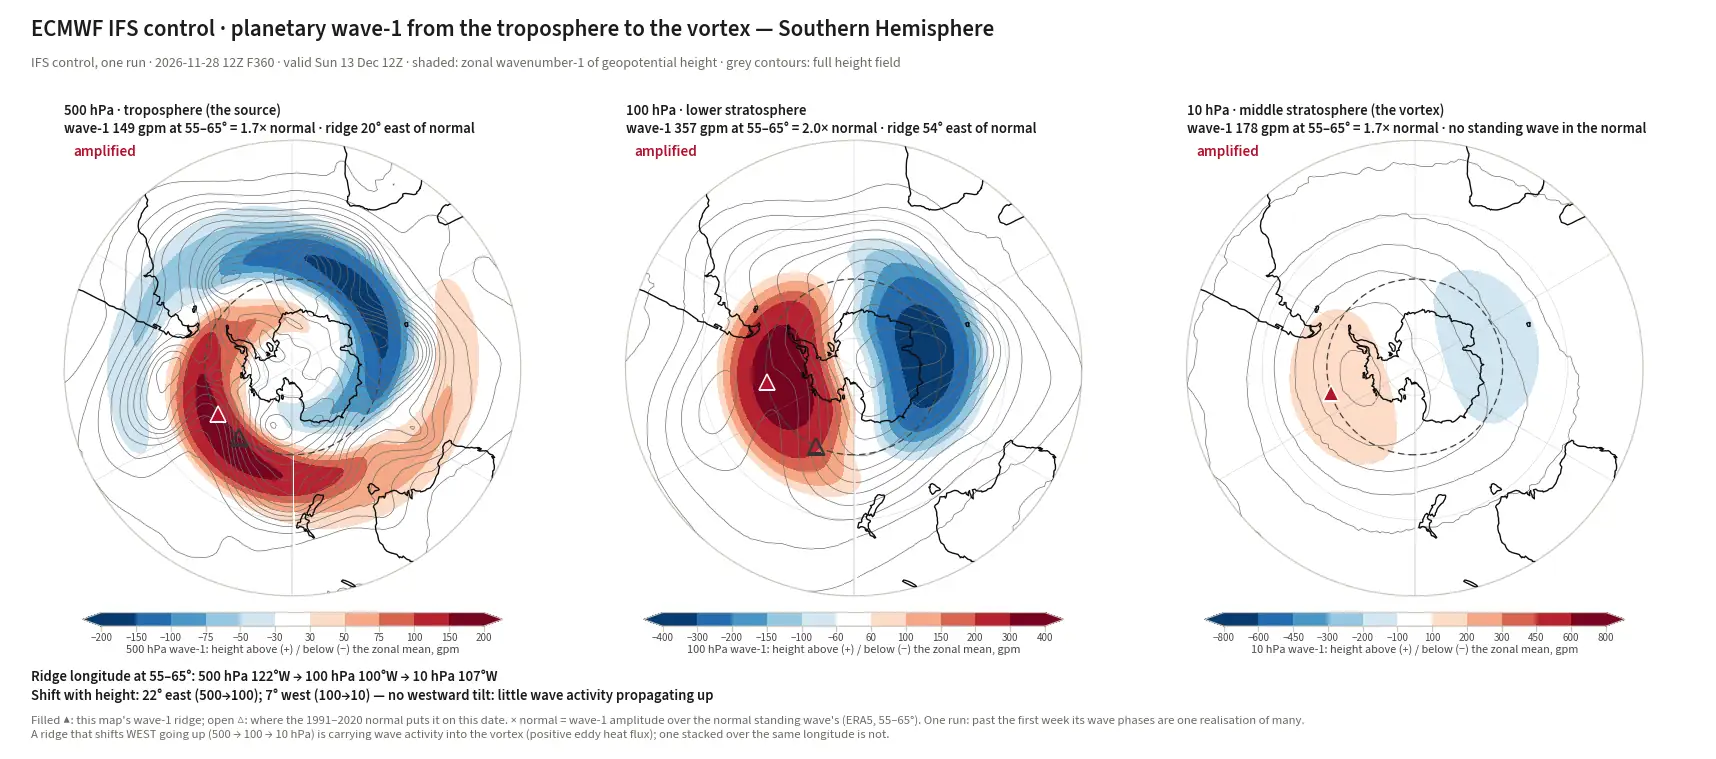 ECMWF IFS control · planetary wave-1 from the troposphere to the vortex — Southern Hemisphere
IFS control, one run · 2026-11-28 12Z F360 · valid Sun 13 Dec 12Z · shaded: zonal wavenumber-1 of geopotential height · grey contours: full height field
500 hPa · troposphere (the source)
wave-1 149 gpm at 55–65° = 1.7× normal · ridge 20° east of normal
amplified
100 hPa · lower stratosphere
wave-1 357 gpm at 55–65° = 2.0× normal · ridge 54° east of normal
amplified
10 hPa · middle stratosphere (the vortex)
wave-1 178 gpm at 55–65° = 1.7× normal · no standing wave in the normal
amplified
−200 −150 −100 −75 −50 −30 30 50 75 100 150 200
500 hPa wave-1: height above (+) / below (−) the zonal mean, gpm
−400 −300 −200 −150 −100 −60 60 100 150 200 300 400
100 hPa wave-1: height above (+) / below (−) the zonal mean, gpm
−800 −600 −450 −300 −200 −100 100 200 300 450 600 800
10 hPa wave-1: height above (+) / below (−) the zonal mean, gpm
Ridge longitude at 55–65°: 500 hPa 122°W → 100 hPa 100°W → 10 hPa 107°W
Shift with height: 22° east (500→100); 7° west (100→10) — no westward tilt: little wave activity propagating up
Filled ▲: this map's wave-1 ridge; open △: where the 1991–2020 normal puts it on this date. × normal = wave-1 amplitude over the normal standing wave's (ERA5, 55–65°). One run: past the first week its wave phases are one realisation of many.
A ridge that shifts WEST going up (500 → 100 → 10 hPa) is carrying wave activity into the vortex (positive eddy heat flux); one stacked over the same longitude is not.